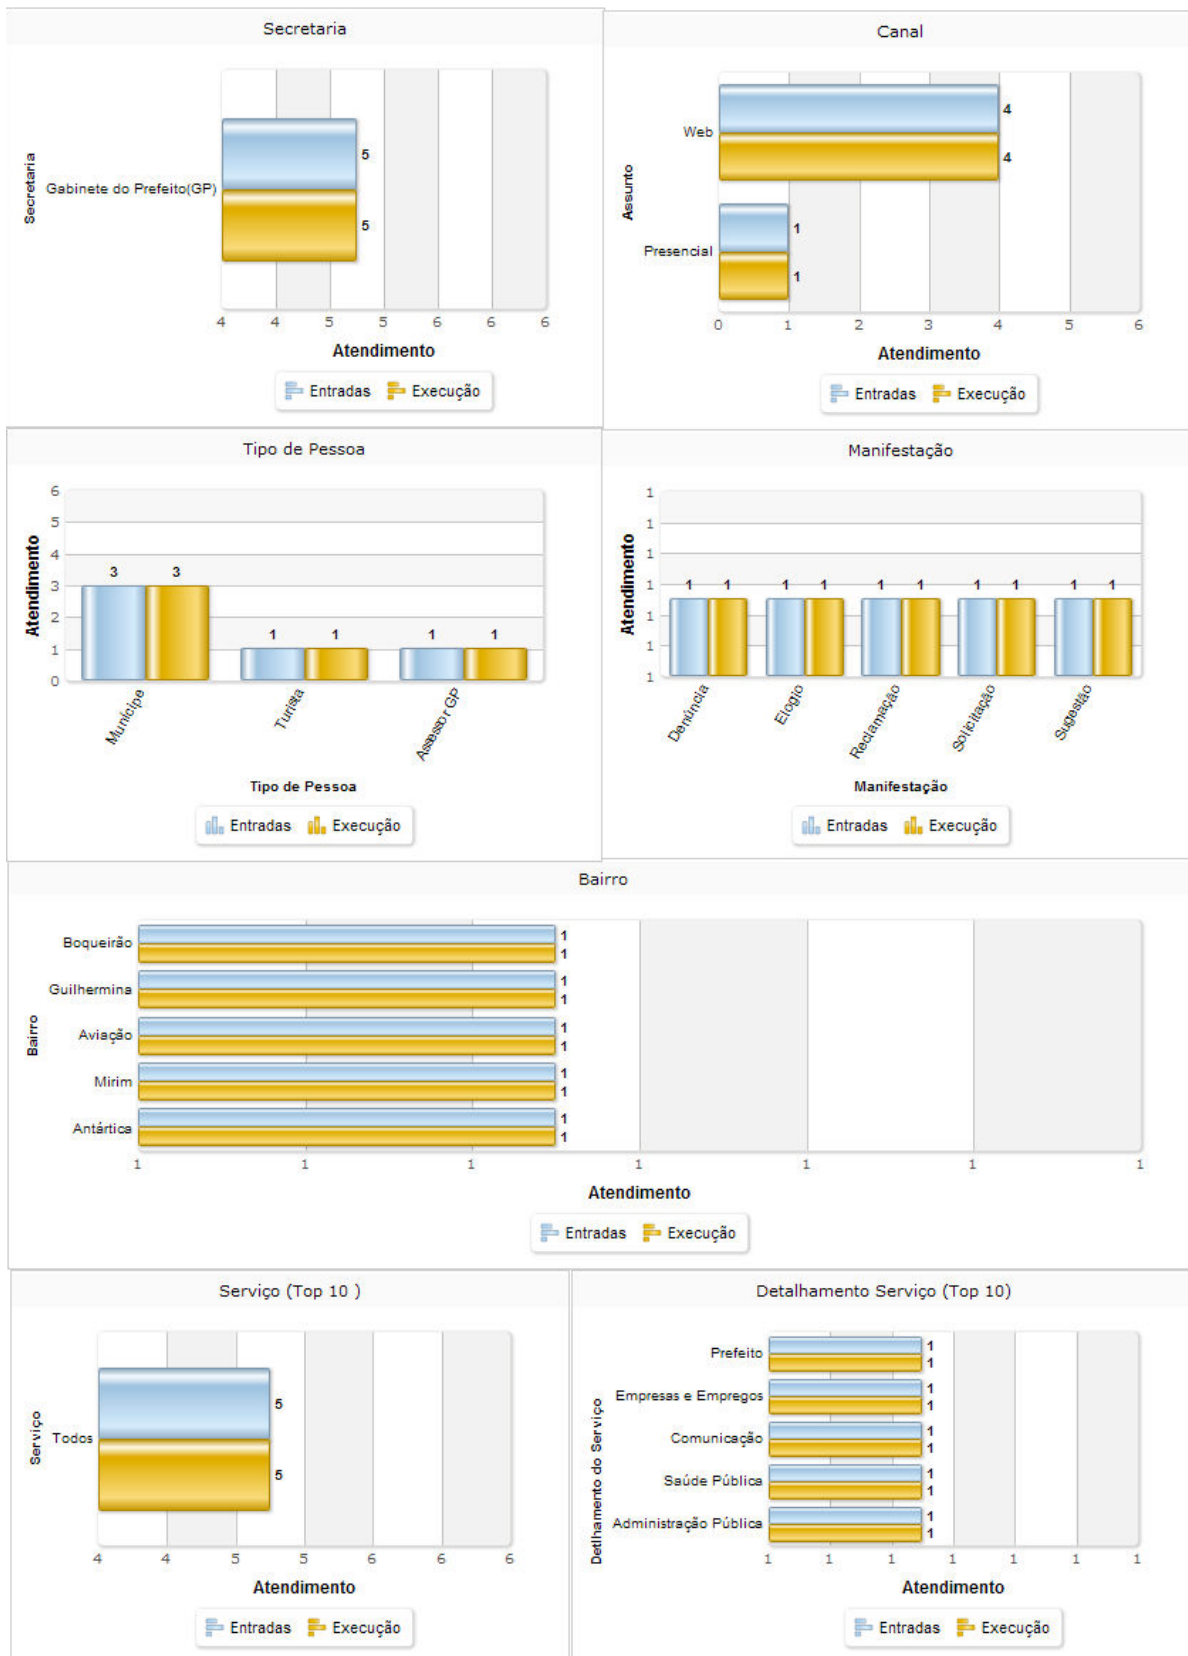 Secretaria
Secretaria
Gabinete do Prefeito(GP)
5
5
4 4 5 5 6 6 6
Atendimento
Entradas Execução
Canal
Assunto
Web
4
4
Presencial
1
1
0 1 2 3 4 5 6
Atendimento
Entradas Execução
Tipo de Pessoa
Atendimento
6
5
4
3
2
1
0
3 3 1 1 1 1
Munícipe Turista Assessor GP
Tipo de Pessoa
Entradas Execução
Manifestação
Atendimento
1
1
1
1
1
1
1
1 1 1 1 1 1 1 1 1 1
Denúncia Elogio Reclamação Solicitação Sugestão
Manifestação
Entradas Execução
Bairro
Bairro
Boqueirão
1
1
Guilhermina
1
1
Aviação
1
1
Mirim
1
1
Antártica
1
1
1 1 1 1 1 1 1
Atendimento
Entradas Execução
Serviço (Top 10 )
Serviço
Todos
5
5
4 4 5 5 6 6 6
Atendimento
Entradas Execução
Detalhamento Serviço (Top 10)
Detlhamento do Serviço
Prefeito
1
1
Empresas e Empregos
1
1
Comunicação
1
1
Saúde Pública
1
1
Administração Pública
1
1
1 1 1 1 1 1 1
Atendimento
Entradas Execução